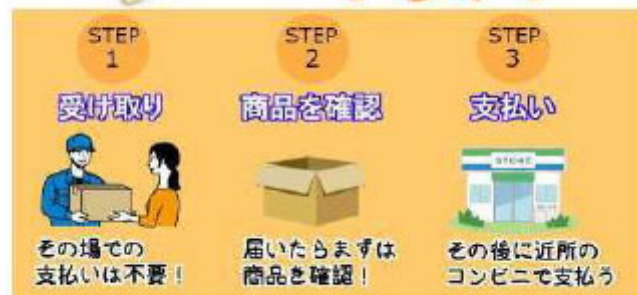 STEP
1
受け取り
その場での
支払いは不要！
STEP
2
商品を確認
届いたらまずは
商品を確認！
STEP
3
支払い
STORE
その後に近所の
コンビニで支払う